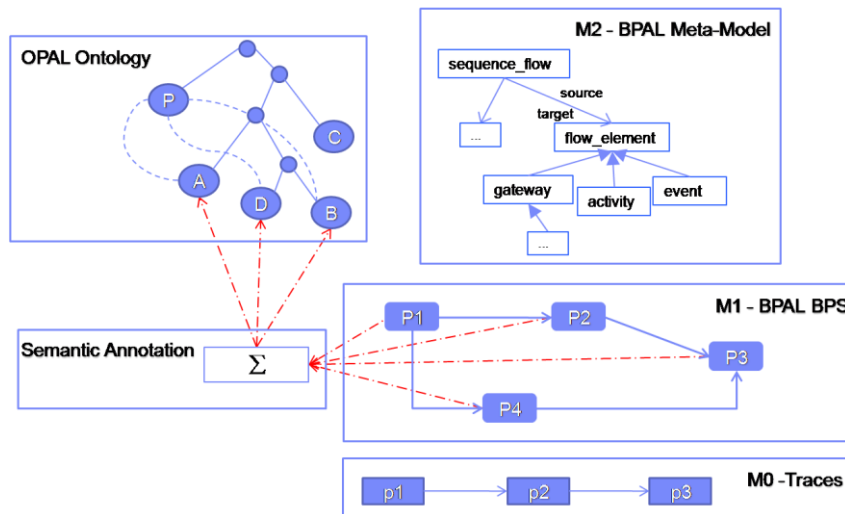 OPAL Ontology
P
C
A
D
B
M2 - BPAL Meta-Model
sequence_flow
source
target
...
flow_element
gateway
activity
event
...
Semantic Annotation
Σ
M1 - BPAL BPS
P1
P2
P3
P4
M0 -Traces
p1
p2
p3